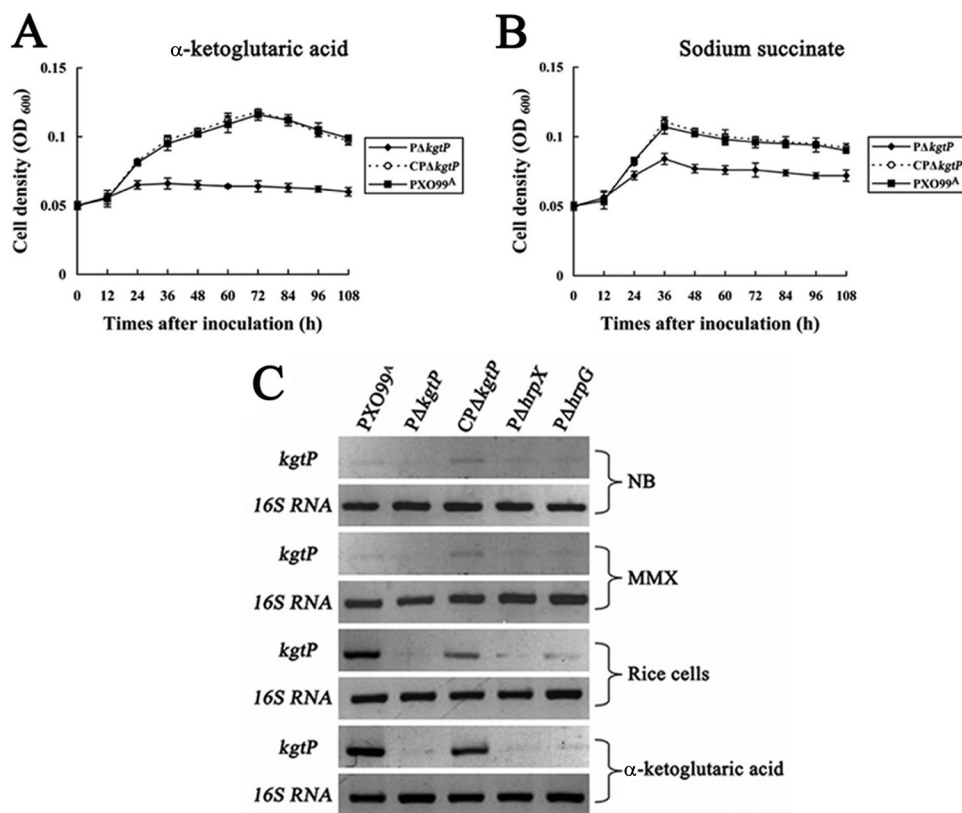 A
α-ketoglutaric acid
Cell density (OD 600)
0.15
0.1
0.05
0
0 12 24 36 48 60 72 84 96 108
Times after inoculation (h)
PΔkgtP
CPΔkgtP
PXO99A
B
Sodium succinate
Cell density (OD 600)
0.15
0.1
0.05
0
0 12 24 36 48 60 72 84 96 108
Times after inoculation (h)
PΔkgtP
CPΔkgtP
PXO99A
C
PXO99A PΔkgtP CPΔkgtP PΔhrpX PΔhrpG
kgtP
16S RNA
NB
kgtP
16S RNA
MMX
kgtP
16S RNA
Rice cells
kgtP
16S RNA
α-ketoglutaric acid